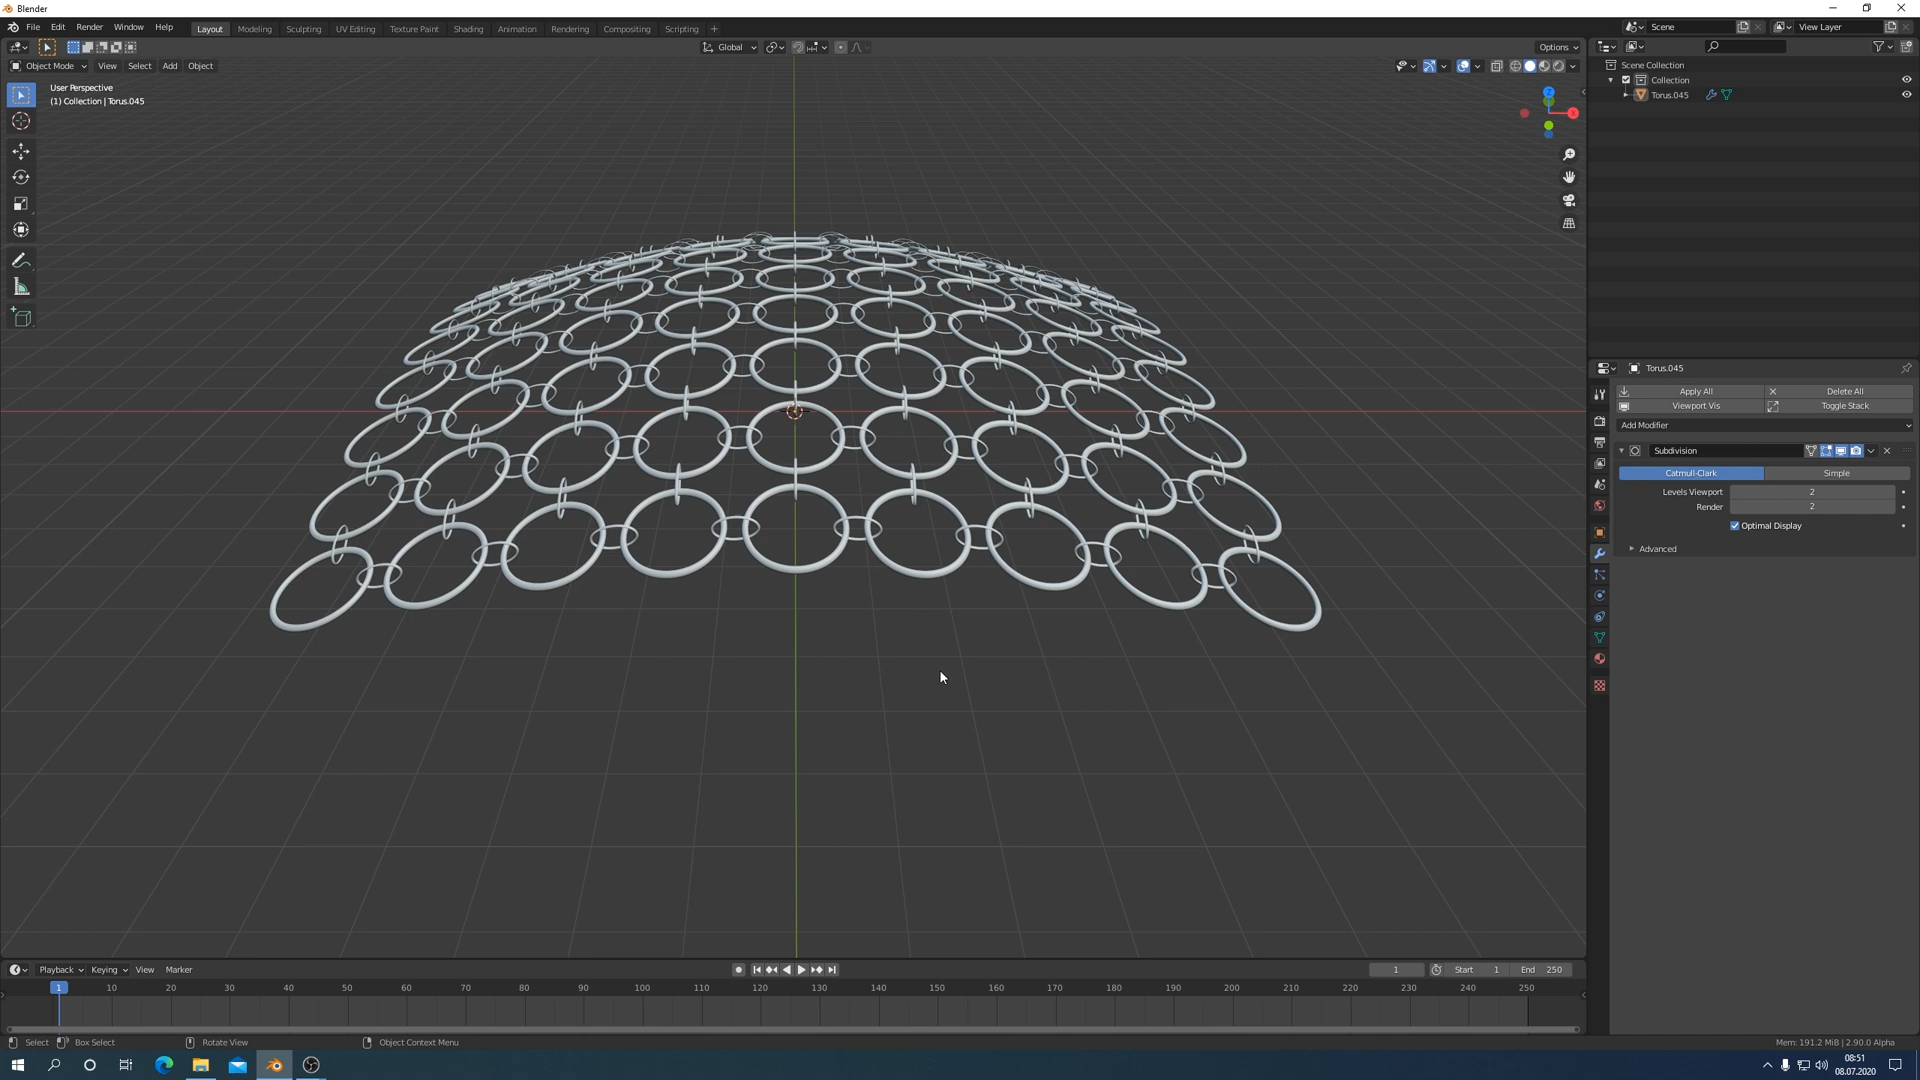 Blender
File Edit Render Window Help Layout Modeling Sculpting UV Editing Texture Paint Shading Animation Rendering Compositing Scripting + Scene View Layer
Global Options
Object Mode View Select Add Object
User Perspective
(1) Collection | Torus.045
Z
X
Scene Collection
Collection
Torus.045
Torus.045
Apply All Delete All
Viewport Vis Toggle Stack
Add Modifier
Subdivision
Catmull-Clark Simple
Levels Viewport 2
Render 2
Optimal Display
Advanced
Playback Keying View Marker 1 Start 1 End 250
1 10 20 30 40 50 60 70 80 90 100 110 120 130 140 150 160 170 180 190 200 210 220 230 240 250
Select Box Select Rotate View Object Context Menu Mem: 191.2 MiB | 2.90.0 Alpha
08:51
08.07.2020